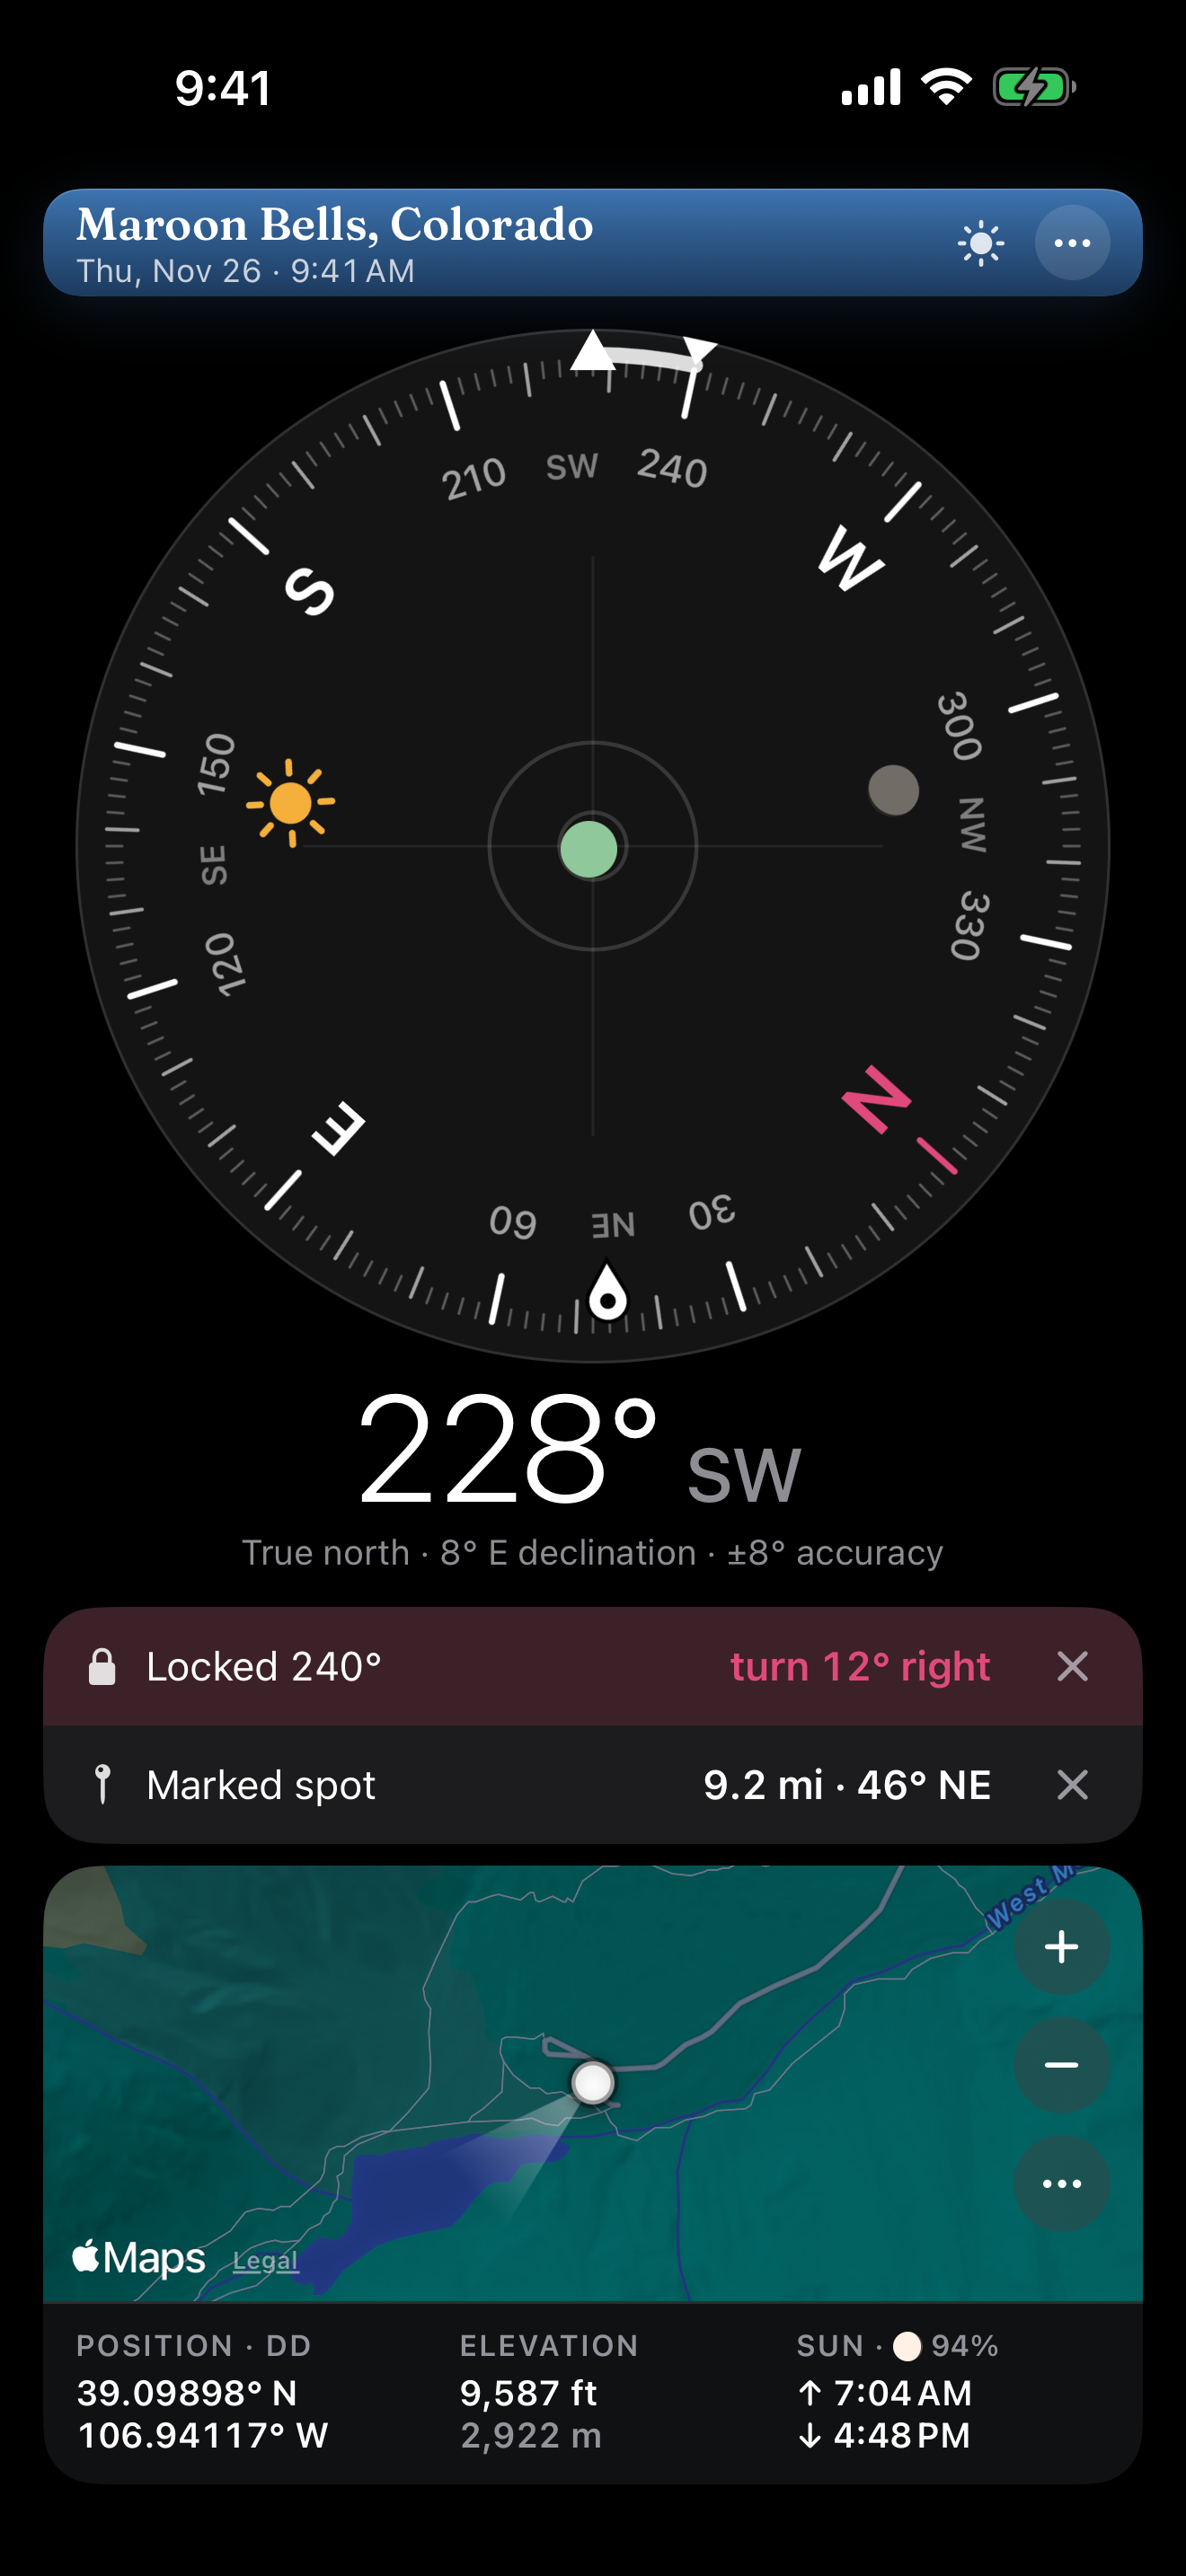 9:41
Maroon Bells, Colorado
Thu, Nov 26 · 9:41 AM
210 SW 240
S
W
150
300
SE
NW
120
330
E
N
60 NE 30
228° SW
True north · 8° E declination · ±8° accuracy
Locked 240° turn 12° right
Marked spot 9.2 mi · 46° NE
West M
Maps Legal
POSITION · DD ELEVATION SUN · 94%
39.09898° N 9,587 ft ↑ 7:04 AM
106.94117° W 2,922 m ↓ 4:48 PM